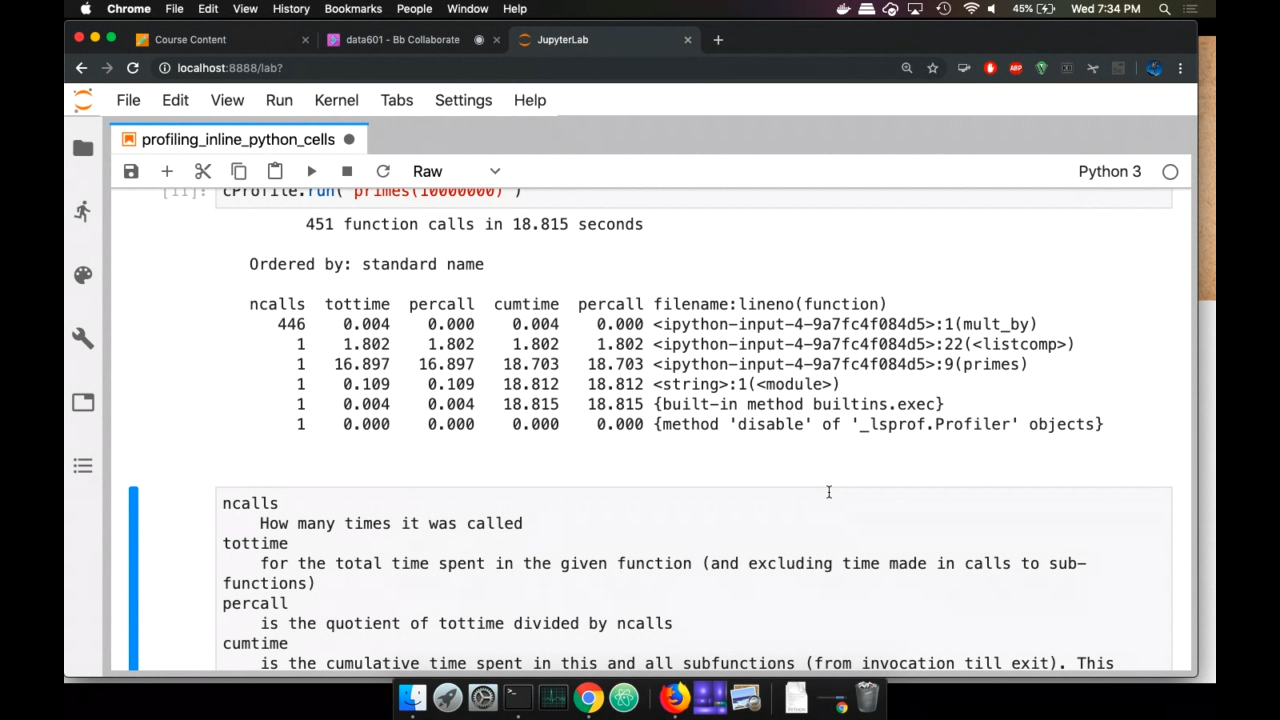 Chrome File Edit View History Bookmarks People Window Help 45% Wed 7:34 PM
Course Content data601 - Bb Collaborate JupyterLab
localhost:8888/lab?
File Edit View Run Kernel Tabs Settings Help
profiling_inline_python_cells
Raw Python 3
[11]: cProfile.run('primes(10000000)')
451 function calls in 18.815 seconds
Ordered by: standard name
ncalls tottime percall cumtime percall filename:lineno(function)
446 0.004 0.000 0.004 0.000 <ipython-input-4-9a7fc4f084d5>:1(mult_by)
1 1.802 1.802 1.802 1.802 <ipython-input-4-9a7fc4f084d5>:22(<listcomp>)
1 16.897 16.897 18.703 18.703 <ipython-input-4-9a7fc4f084d5>:9(primes)
1 0.109 0.109 18.812 18.812 <string>:1(<module>)
1 0.004 0.004 18.815 18.815 {built-in method builtins.exec}
1 0.000 0.000 0.000 0.000 {method 'disable' of '_lsprof.Profiler' objects}
ncalls
How many times it was called
tottime
for the total time spent in the given function (and excluding time made in calls to sub-
functions)
percall
is the quotient of tottime divided by ncalls
cumtime
is the cumulative time spent in this and all subfunctions (from invocation till exit). This